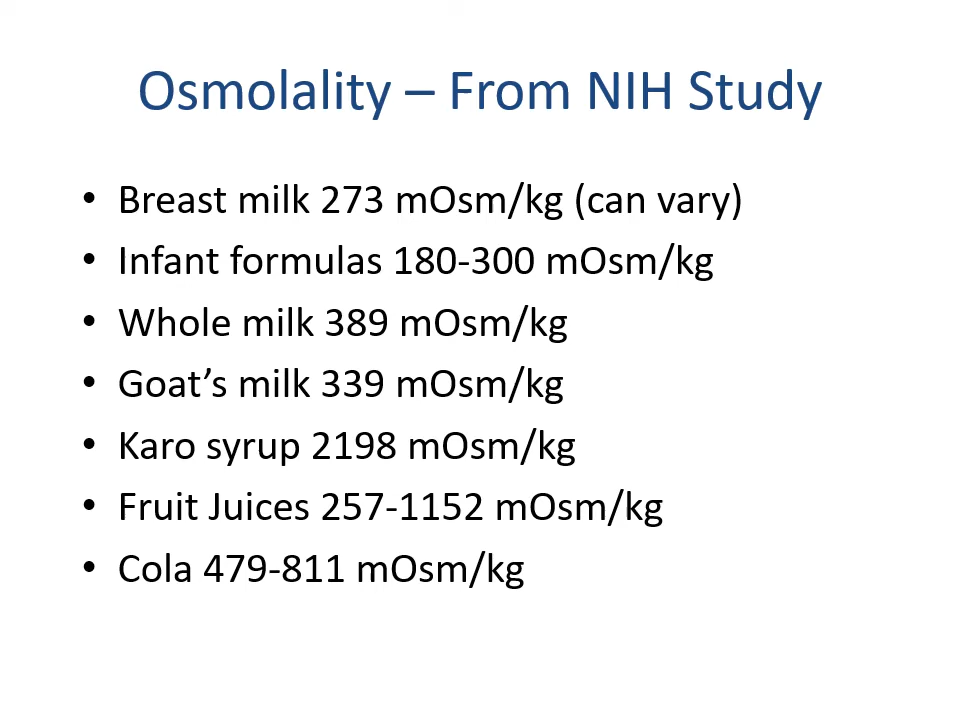 Osmolality – From NIH Study
• Breast milk 273 mOsm/kg (can vary)
• Infant formulas 180-300 mOsm/kg
• Whole milk 389 mOsm/kg
• Goat’s milk 339 mOsm/kg
• Karo syrup 2198 mOsm/kg
• Fruit Juices 257-1152 mOsm/kg
• Cola 479-811 mOsm/kg